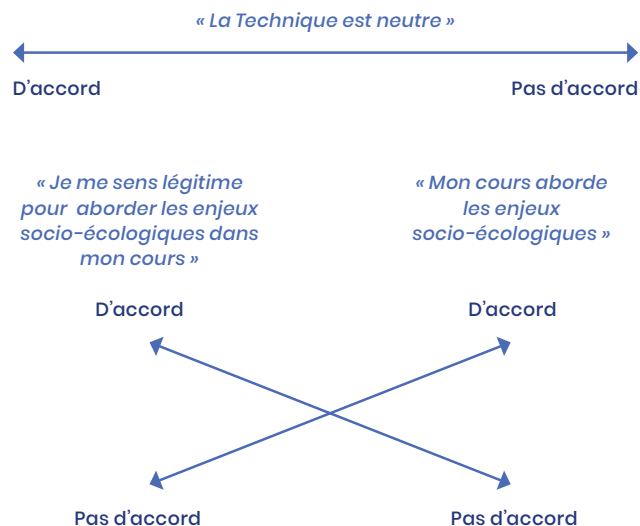 « La Technique est neutre »
D'accord
Pas d'accord
« Je me sens légitime
pour aborder les enjeux
socio-écologiques dans
mon cours »
« Mon cours aborde
les enjeux
socio-écologiques »
D'accord
D'accord
Pas d'accord
Pas d'accord